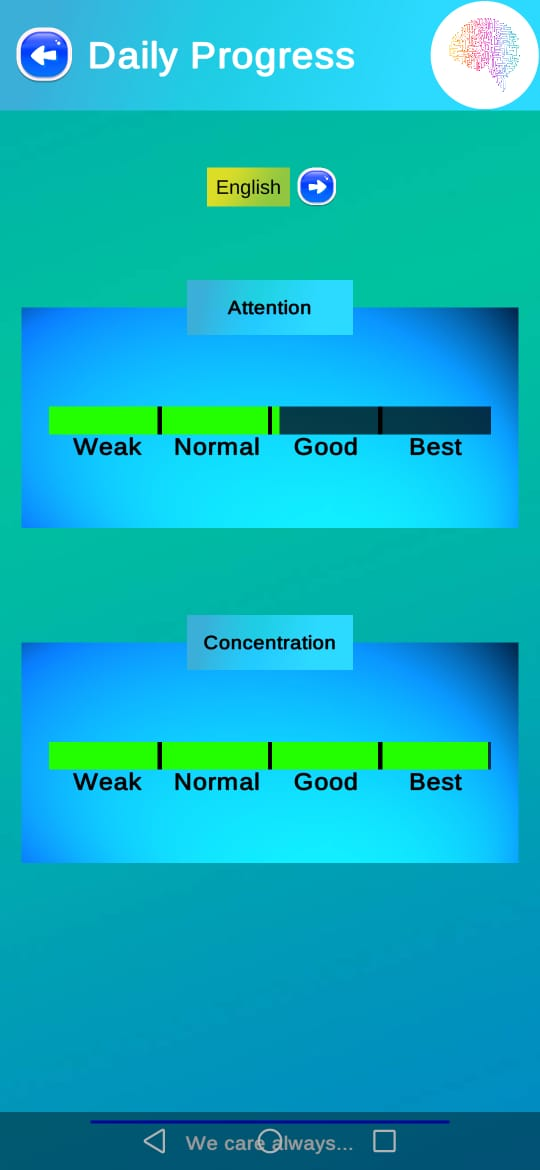 Daily Progress
English
Attention
Weak Normal Good Best
Concentration
Weak Normal Good Best
We care always...